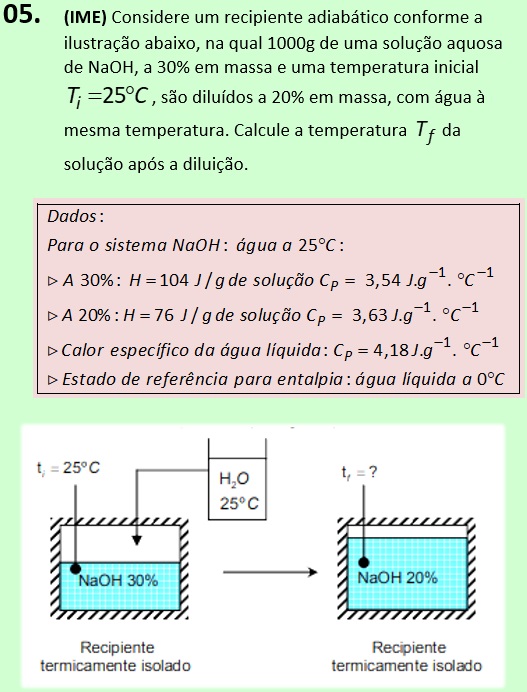 05. (IME) Considere um recipiente adiabático conforme a
ilustração abaixo, na qual 1000g de uma solução aquosa
de NaOH, a 30% em massa e uma temperatura inicial
T_i =25°C , são diluídos a 20% em massa, com água à
mesma temperatura. Calcule a temperatura T_f da
solução após a diluição.
Dados:
Para o sistema NaOH: água a 25°C:
▷ A 30%: H=104 J/g de solução C_P = 3,54 J.g⁻¹. °C⁻¹
▷ A 20%: H=76 J/g de solução C_P = 3,63 J.g⁻¹. °C⁻¹
▷ Calor específico da água líquida: C_P = 4,18 J.g⁻¹. °C⁻¹
▷ Estado de referência para entalpia: água líquida a 0°C
t_i = 25°C
H₂O
25°C
t_f = ?
NaOH 30%
NaOH 20%
Recipiente
termicamente isolado
Recipiente
termicamente isolado